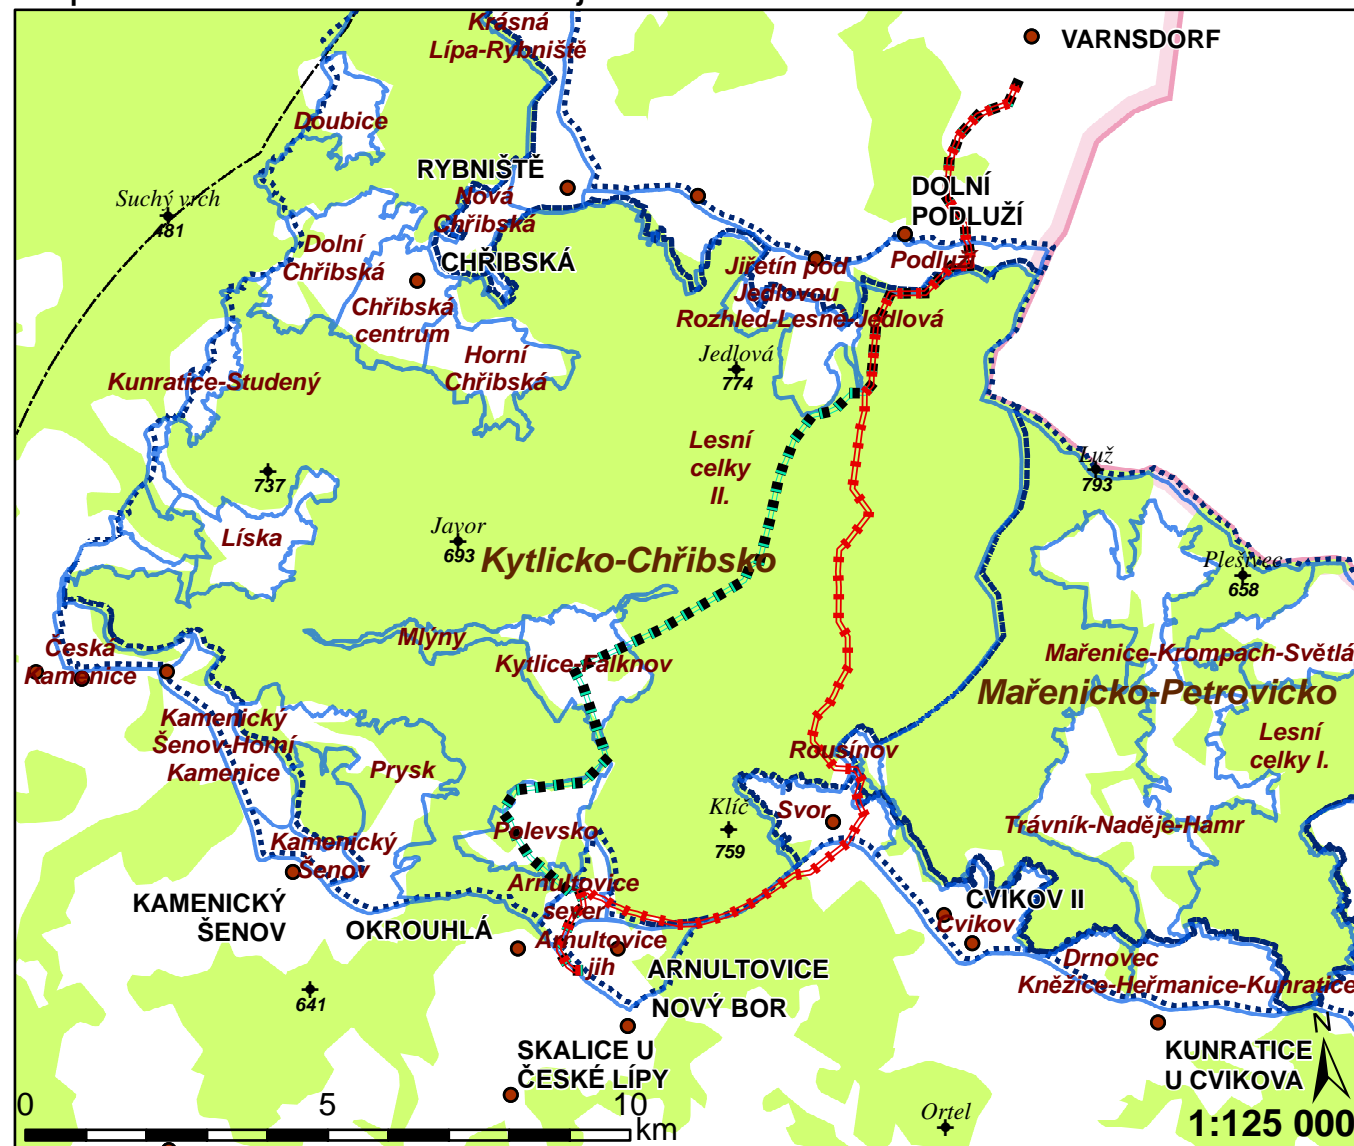 Krásná
Lípa-Rybniště
VARNSDORF
Doubice
RYBNIŠTĚ
Suchý vrch
481
Nová
Chřibská
DOLNÍ
PODLUŽÍ
Dolní
Chřibská
CHŘIBSKÁ
Podluží
Jiřetín pod
Jedlovou
Chřibská
centrum
Rozhled-Lesné-Jedlová
Horní
Chřibská
Jedlová
774
Kunratice-Studený
Lesní
celky
II.
Luž
793
737
Líska
Javor
693
Kytlicko-Chřibsko
Plešivec
658
Mlýny
Česká
Kamenice
Kytlice-Falknov
Mařenice-Krompach-Světlá
Mařenicko-Petrovicko
Kamenický
Šenov-Horní
Kamenice
Prysk
Rousínov
Lesní
celky I.
Klíč
759
Svor
Polevsko
Trávník-Naděje-Hamr
Kamenický
Šenov
Arnultovice
sever
KAMENICKÝ
ŠENOV
OKROUHLÁ
CVIKOV II
Cvikov
Arnultovice
jih
ARNULTOVICE
Drnovec
Kněžice-Heřmanice-Kunratice
641
NOVÝ BOR
N
SKALICE U
ČESKÉ LÍPY
KUNRATICE
U CVIKOVA
Ortel
0 5 10
km
1:125 000